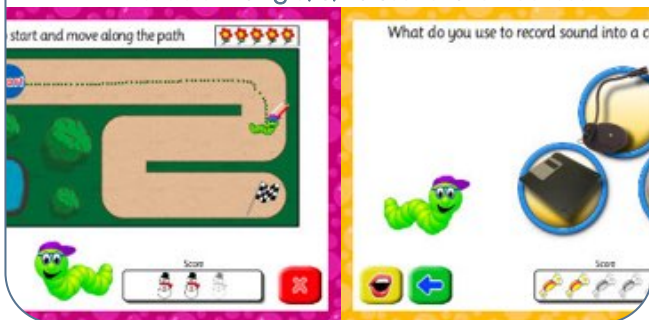 start and move along the path
Score
What do you use to record sound into a c
Score